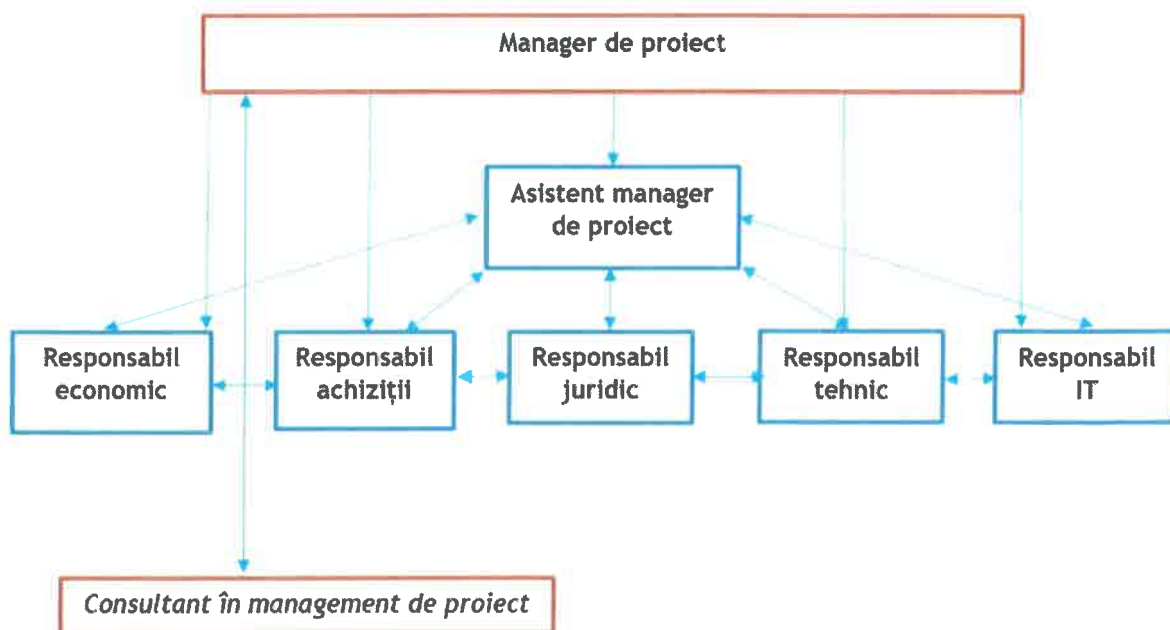 Manager de proiect
Asistent manager
de proiect
Responsabil
economic
Responsabil
achiziții
Responsabil
juridic
Responsabil
tehnic
Responsabil
IT
Consultant în management de proiect